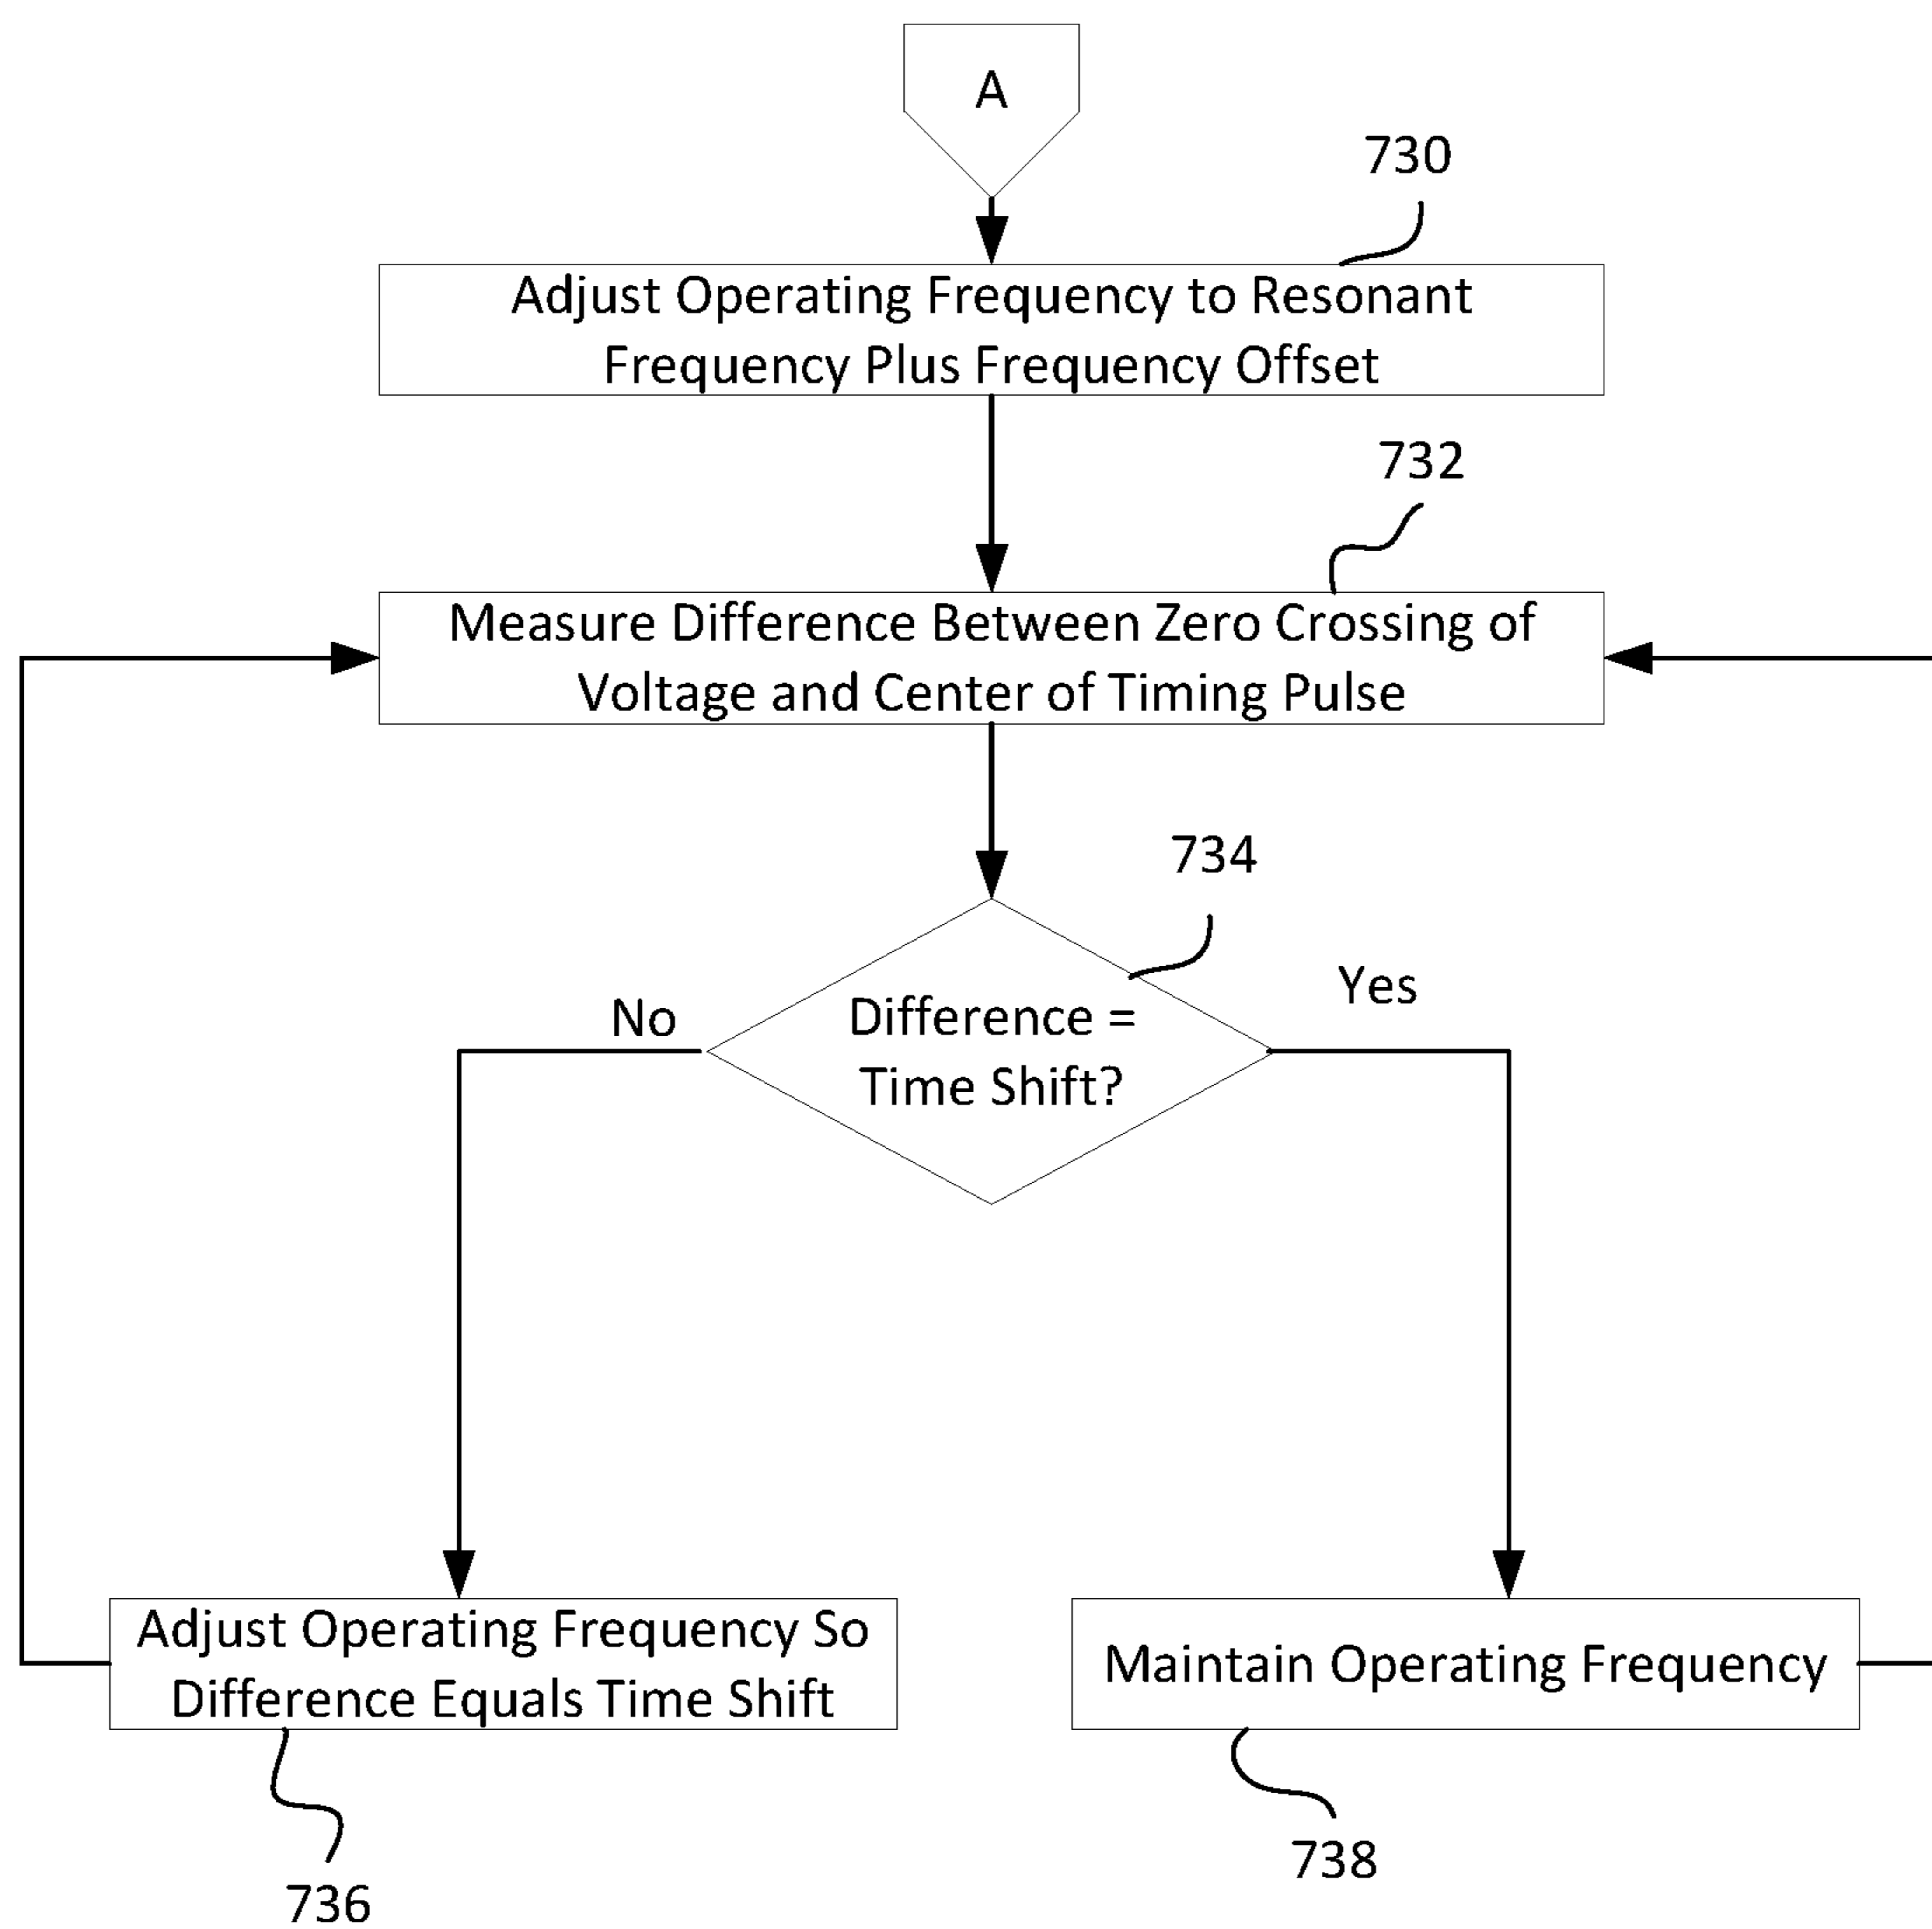 A
730
Adjust Operating Frequency to Resonant
Frequency Plus Frequency Offset
732
Measure Difference Between Zero Crossing of
Voltage and Center of Timing Pulse
734
No
Yes
Difference =
Time Shift?
Adjust Operating Frequency So
Difference Equals Time Shift
Maintain Operating Frequency
738
736